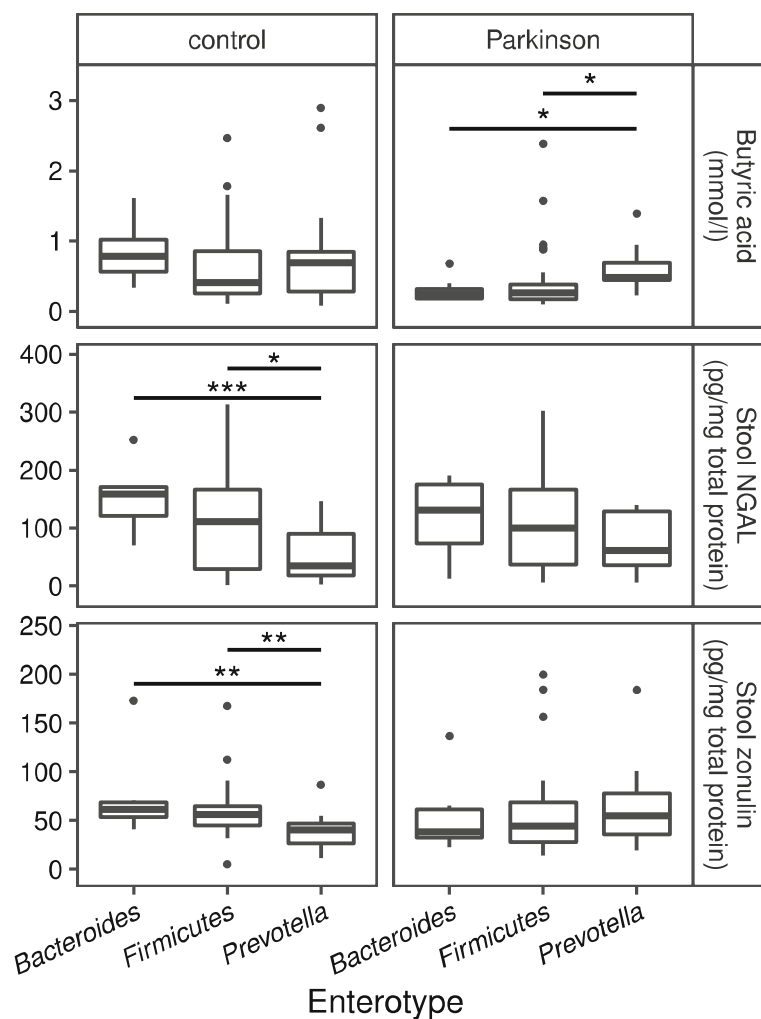 control
Parkinson
3
2
1
0
*
*
Butyric acid
(mmol/l)
400
300
200
100
0
*
***
Stool NGAL
(pg/mg total protein)
250
200
150
100
50
0
**
**
Stool zonulin
(pg/mg total protein)
Bacteroides
Firmicutes
Prevotella
Bacteroides
Firmicutes
Prevotella
Enterotype